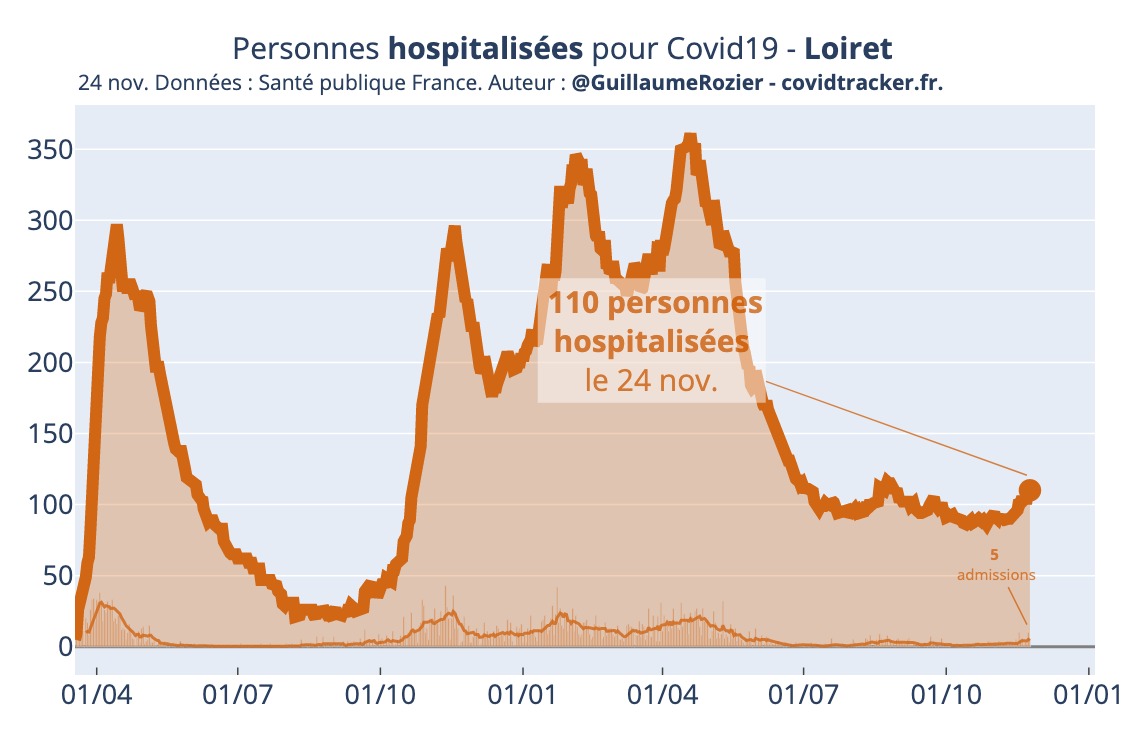 Personnes hospitalisées pour Covid19 - Loiret
24 nov. Données : Santé publique France. Auteur : @GuillaumeRozier - covidtracker.fr.
350
300
250
200
150
100
50
0
110 personnes
hospitalisées
le 24 nov.
5
admissions
01/04 01/07 01/10 01/01 01/04 01/07 01/10 01/01